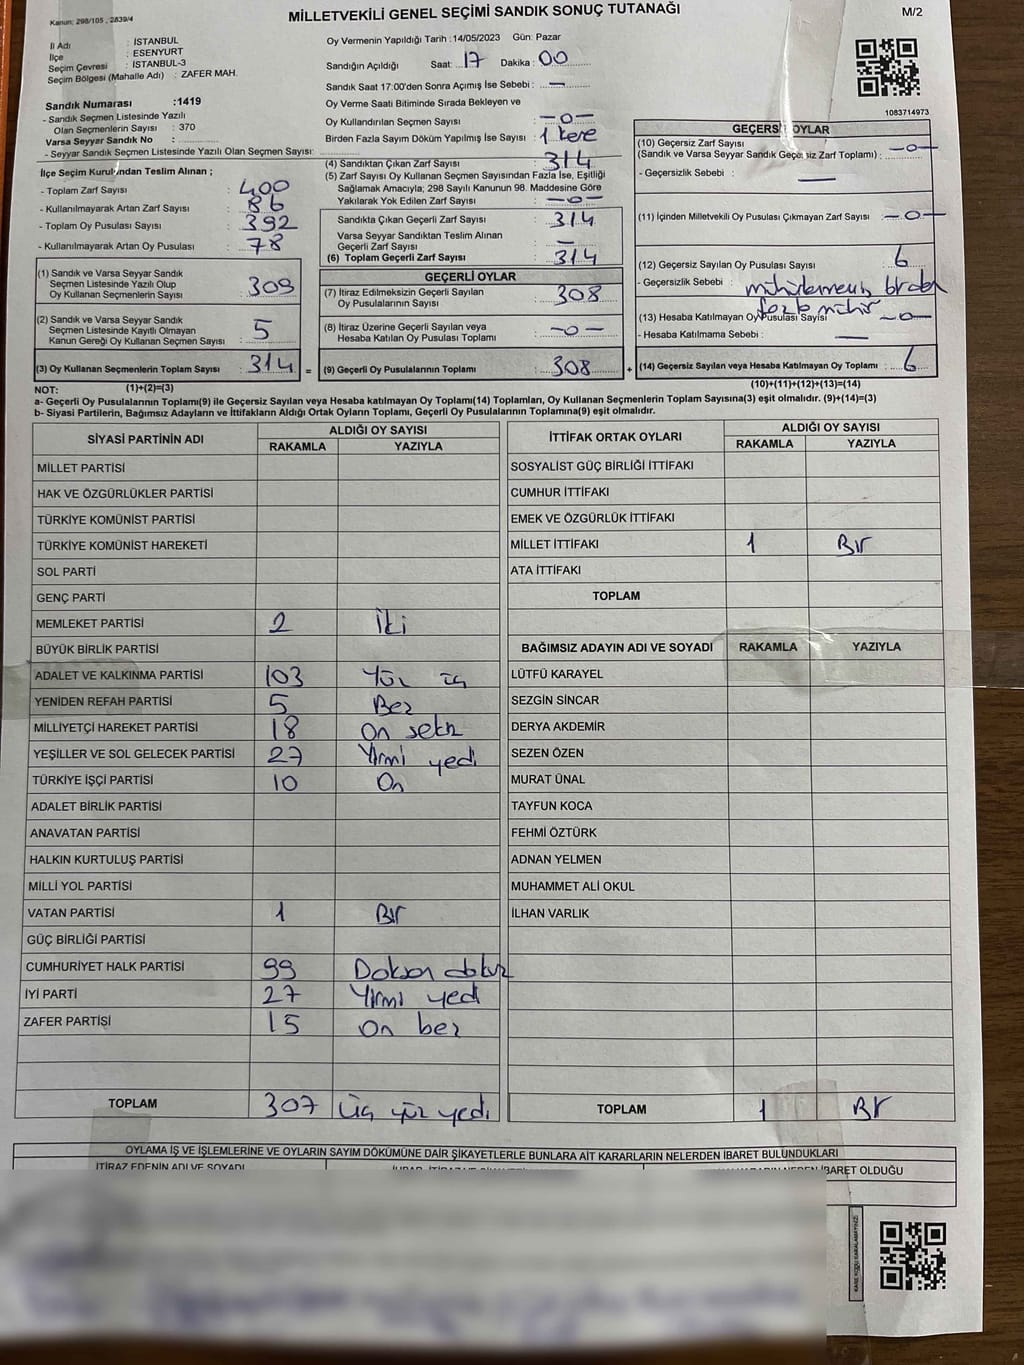 Kanun: 298/105 , 2839/4
MİLLETVEKİLİ GENEL SEÇİMİ SANDIK SONUÇ TUTANAĞI
M/2
İl Adı : İSTANBUL
İlçe : ESENYURT
Seçim Çevresi : İSTANBUL-3
Seçim Bölgesi (Mahalle Adı) : ZAFER MAH.
Sandık Numarası :1419
- Sandık Seçmen Listesinde Yazılı
Olan Seçmenlerin Sayısı : 370
Varsa Seyyar Sandık No :
- Seyyar Sandık Seçmen Listesinde Yazılı Olan Seçmen Sayısı:
Oy Vermenin Yapıldığı Tarih :14/05/2023 Gün: Pazar
Sandığın Açıldığı Saat: 17 Dakika : 00
Sandık Saat 17:00'den Sonra Açımış İse Sebebi : —
Oy Verme Saati Bitiminde Sırada Bekleyen ve
Oy Kullandırılan Seçmen Sayısı : —0—
Birden Fazla Sayım Döküm Yapılmış İse Sayısı : 1 kere
1083714973
İlçe Seçim Kurulundan Teslim Alınan ;
- Toplam Zarf Sayısı : 400
- Kullanılmayarak Artan Zarf Sayısı : 86
- Toplam Oy Pusulası Sayısı : 392
- Kullanılmayarak Artan Oy Pusulası : 78
(1) Sandık ve Varsa Seyyar Sandık
Seçmen Listesinde Yazılı Olup
Oy Kullanan Seçmenlerin Sayısı : 309
(2) Sandık ve Varsa Seyyar Sandık
Seçmen Listesinde Kayıtlı Olmayan
Kanun Gereği Oy Kullanan Seçmen Sayısı : 5
(3) Oy Kullanan Seçmenlerin Toplam Sayısı : 314 =
(4) Sandıktan Çıkan Zarf Sayısı : 314
(5) Zarf Sayısı Oy Kullanan Seçmen Sayısından Fazla İse, Eşitliği
Sağlamak Amacıyla; 298 Sayılı Kanunun 98. Maddesine Göre
Yakılarak Yok Edilen Zarf Sayısı : —0—
Sandıkta Çıkan Geçerli Zarf Sayısı : 314
Varsa Seyyar Sandıktan Teslim Alınan
Geçerli Zarf Sayısı : —
(6) Toplam Geçerli Zarf Sayısı : 314
GEÇERLİ OYLAR
(7) İtiraz Edilmeksizin Geçerli Sayılan
Oy Pusulalarının Sayısı : 308
(8) İtiraz Üzerine Geçerli Sayılan veya
Hesaba Katılan Oy Pusulası Toplamı : —0—
(9) Geçerli Oy Pusulalarının Toplamı : 308 +
GEÇERSİZ OYLAR
(10) Geçersiz Zarf Sayısı
(Sandık ve Varsa Seyyar Sandık Geçersiz Zarf Toplamı) : —0—
- Geçersizlik Sebebi : —
(11) İçinden Milletvekili Oy Pusulası Çıkmayan Zarf Sayısı : —0—
(12) Geçersiz Sayılan Oy Pusulası Sayısı : 6
- Geçersizlik Sebebi : birden
fazla mühür
(13) Hesaba Katılmayan Oy Pusulası Sayısı : —0—
- Hesaba Katılmama Sebebi : —
(14) Geçersiz Sayılan veya Hesaba Katılmayan Oy Toplamı : 6
NOT: (1)+(2)=(3) (10)+(11)+(12)+(13)=(14)
a- Geçerli Oy Pusulalarının Toplamı(9) ile Geçersiz Sayılan veya Hesaba katılmayan Oy Toplamı(14) Toplamları, Oy Kullanan Seçmenlerin Toplam Sayısına(3) eşit olmalıdır. (9)+(14)=(3)
b- Siyasi Partilerin, Bağımsız Adayların ve İttifakların Aldığı Ortak Oyların Toplamı, Geçerli Oy Pusulalarının Toplamına(9) eşit olmalıdır.
SİYASİ PARTİNİN ADI ALDIĞI OY SAYISI
RAKAMLA YAZIYLA
MİLLET PARTİSİ
HAK VE ÖZGÜRLÜKLER PARTİSİ
TÜRKİYE KOMÜNİST PARTİSİ
TÜRKİYE KOMÜNİST HAREKETİ
SOL PARTİ
GENÇ PARTİ
MEMLEKET PARTİSİ 2 İki
BÜYÜK BİRLİK PARTİSİ
ADALET VE KALKINMA PARTİSİ 103 Yüz üç
YENİDEN REFAH PARTİSİ 5 Beş
MİLLİYETÇİ HAREKET PARTİSİ 18 On sekiz
YEŞİLLER VE SOL GELECEK PARTİSİ 27 Yirmi yedi
TÜRKİYE İŞÇİ PARTİSİ 10 On
ADALET BİRLİK PARTİSİ
ANAVATAN PARTİSİ
HALKIN KURTULUŞ PARTİSİ
MİLLİ YOL PARTİSİ
VATAN PARTİSİ 1 Bir
GÜÇ BİRLİĞİ PARTİSİ
CUMHURİYET HALK PARTİSİ 99 Doksan dokuz
İYİ PARTİ 27 Yirmi yedi
ZAFER PARTİSİ 15 On beş
TOPLAM 307 Üç yüz yedi
İTTİFAK ORTAK OYLARI ALDIĞI OY SAYISI
RAKAMLA YAZIYLA
SOSYALİST GÜÇ BİRLİĞİ İTTİFAKI
CUMHUR İTTİFAKI
EMEK VE ÖZGÜRLÜK İTTİFAKI
MİLLET İTTİFAKI 1 Bir
ATA İTTİFAKI
TOPLAM
BAĞIMSIZ ADAYIN ADI VE SOYADI RAKAMLA YAZIYLA
LÜTFÜ KARAYEL
SEZGİN SİNCAR
DERYA AKDEMİR
SEZEN ÖZEN
MURAT ÜNAL
TAYFUN KOCA
FEHMİ ÖZTÜRK
ADNAN YELMEN
MUHAMMET ALİ OKUL
İLHAN VARLIK
TOPLAM 1 Bir
OYLAMA İŞ VE İŞLEMLERİNE VE OYLARIN SAYIM DÖKÜMÜNE DAİR ŞİKAYETLERLE BUNLARA AİT KARARLARIN NELERDEN İBARET BULUNDUKLARI
İTİRAZ EDENİN ADI VE SOYADI İBARET OLDUĞU